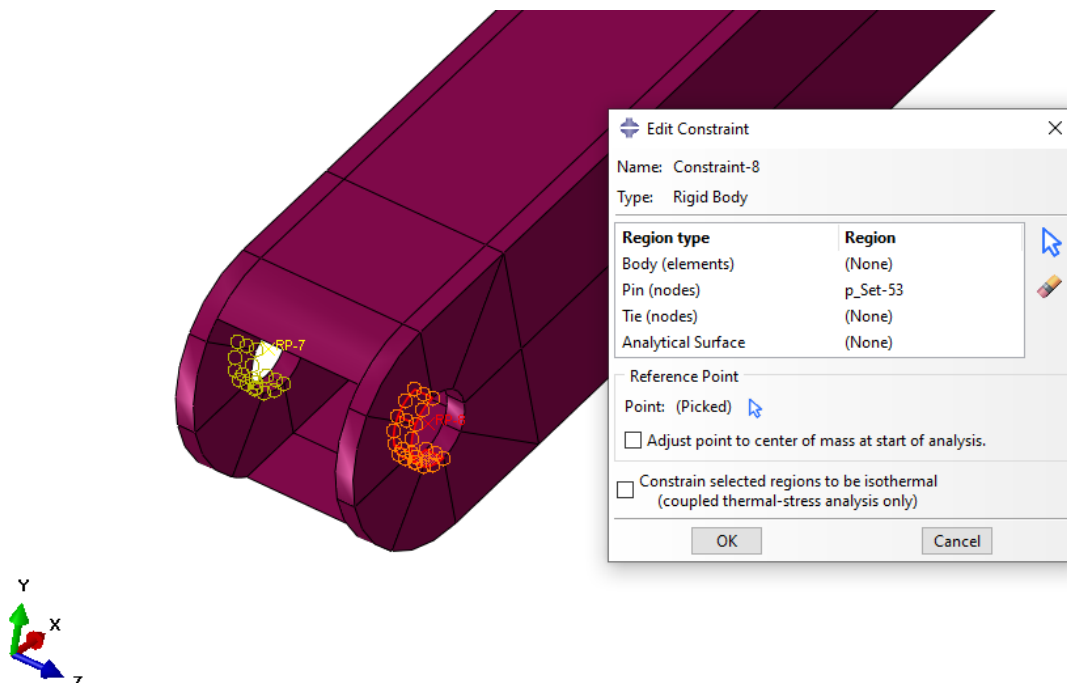 Edit Constraint
Name: Constraint-8
Type: Rigid Body
Region type Region
Body (elements) (None)
Pin (nodes) p_Set-53
Tie (nodes) (None)
Analytical Surface (None)
Reference Point
Point: (Picked)
Adjust point to center of mass at start of analysis.
Constrain selected regions to be isothermal
(coupled thermal-stress analysis only)
OK Cancel
RP-7
Y
X
Z